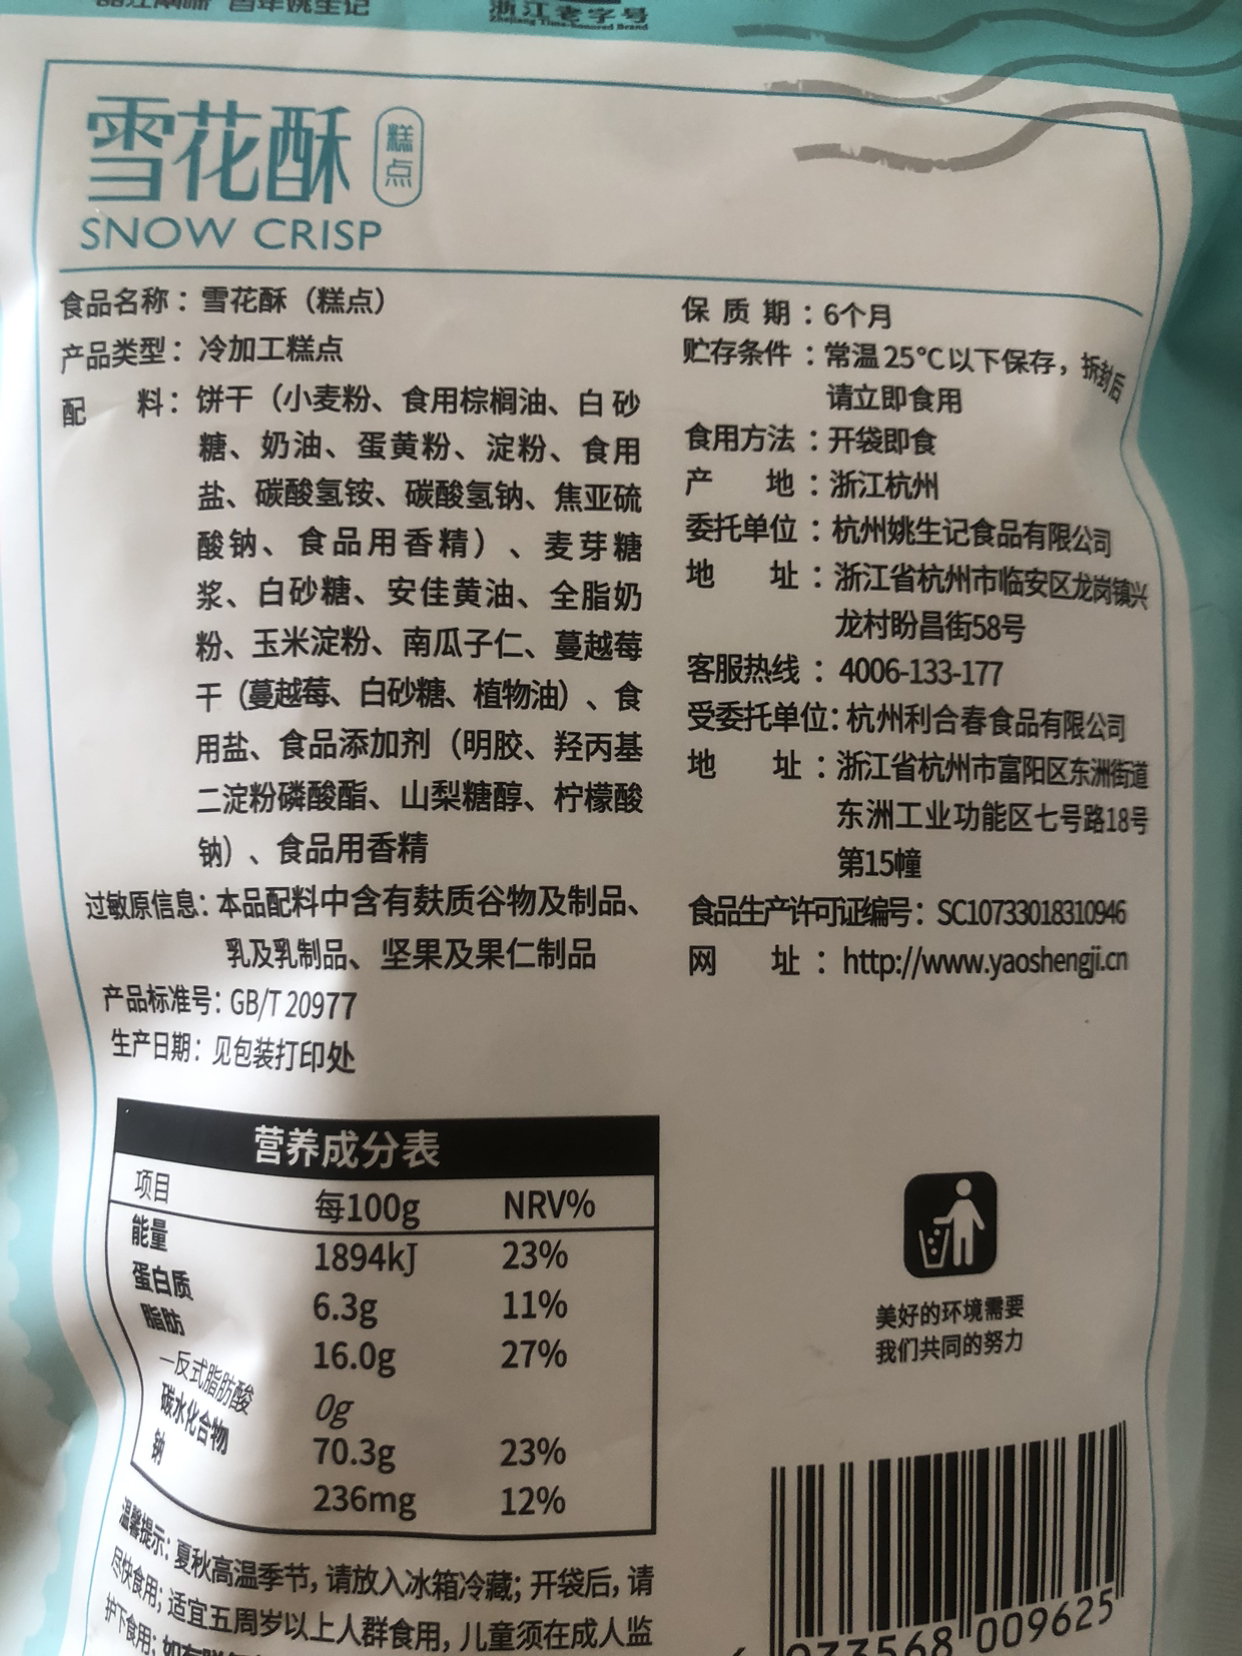 百年姚生记
浙江老字号
Zhejiang Time-honored Brand
雪花酥
糕点
SNOW CRISP
食品名称：雪花酥（糕点）
产品类型：冷加工糕点
配 料：饼干（小麦粉、食用棕榈油、白砂
糖、奶油、蛋黄粉、淀粉、食用
盐、碳酸氢铵、碳酸氢钠、焦亚硫
酸钠、食品用香精）、麦芽糖
浆、白砂糖、安佳黄油、全脂奶
粉、玉米淀粉、南瓜子仁、蔓越莓
干（蔓越莓、白砂糖、植物油）、食
用盐、食品添加剂（明胶、羟丙基
二淀粉磷酸酯、山梨糖醇、柠檬酸
钠）、食品用香精
过敏原信息：本品配料中含有麸质谷物及制品、
乳及乳制品、坚果及果仁制品
产品标准号：GB/T 20977
生产日期：见包装打印处
保质期：6个月
贮存条件：常温25℃以下保存，拆封后
请立即食用
食用方法：开袋即食
产 地：浙江杭州
委托单位：杭州姚生记食品有限公司
地 址：浙江省杭州市临安区龙岗镇兴
龙村盼昌街58号
客服热线：4006-133-177
受委托单位：杭州利合春食品有限公司
地 址：浙江省杭州市富阳区东洲街道
东洲工业功能区七号路18号
第15幢
食品生产许可证编号：SC10733018310946
网 址：http://www.yaoshengji.cn
营养成分表
项目 每100g NRV%
能量 1894kJ 23%
蛋白质 6.3g 11%
脂肪 16.0g 27%
—反式脂肪酸 0g
碳水化合物 70.3g 23%
钠 236mg 12%
温馨提示：夏秋高温季节，请放入冰箱冷藏；开袋后，请
尽快食用；适宜五周岁以上人群食用，儿童须在成人监
护下食用；
美好的环境需要
我们共同的努力
6 933568 009625